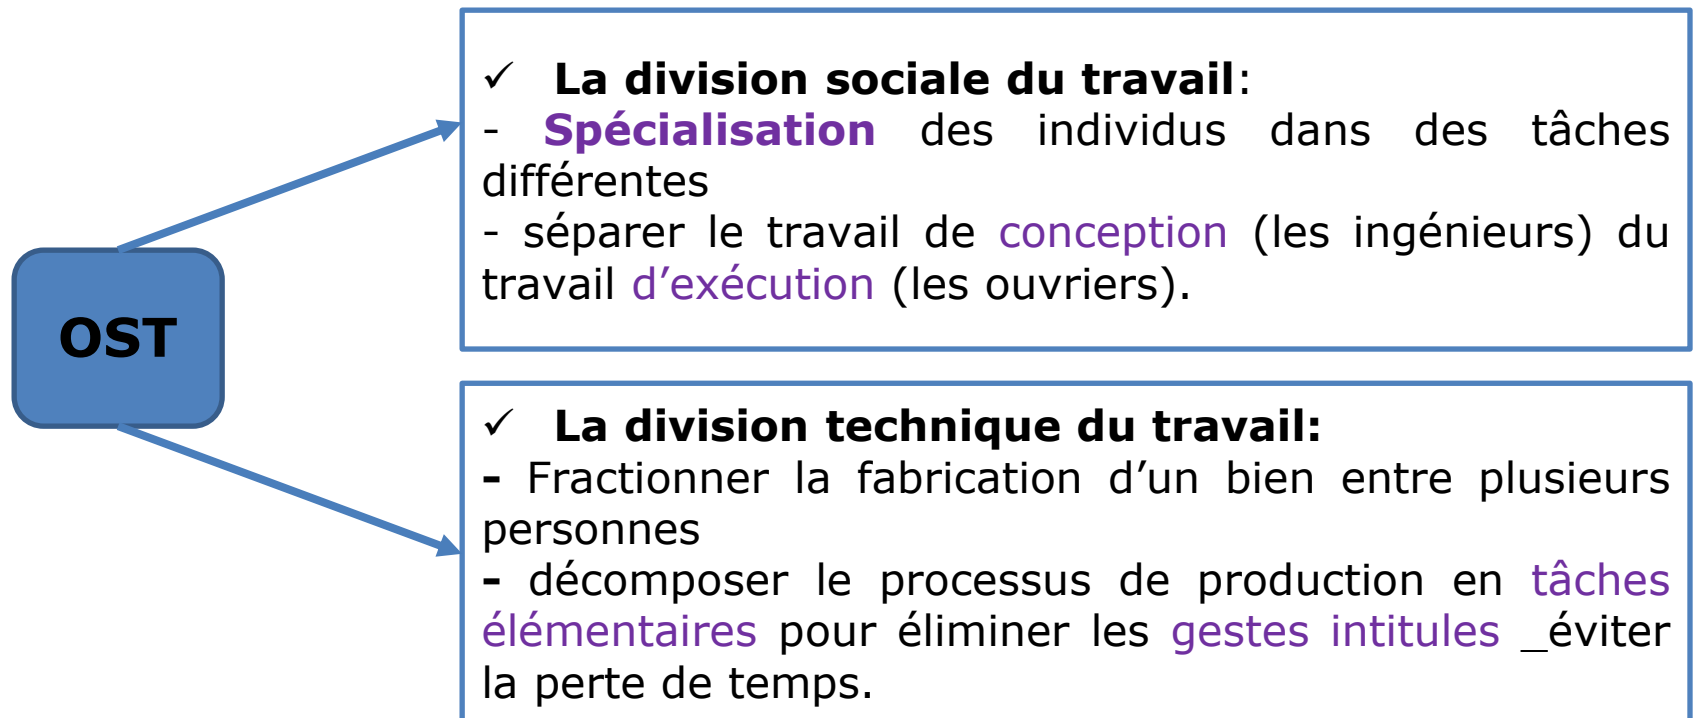 ✓ La division sociale du travail:
- Spécialisation des individus dans des tâches
différentes
- séparer le travail de conception (les ingénieurs) du
travail d’exécution (les ouvriers).
OST
✓ La division technique du travail:
- Fractionner la fabrication d’un bien entre plusieurs
personnes
- décomposer le processus de production en tâches
élémentaires pour éliminer les gestes intitules _éviter
la perte de temps.